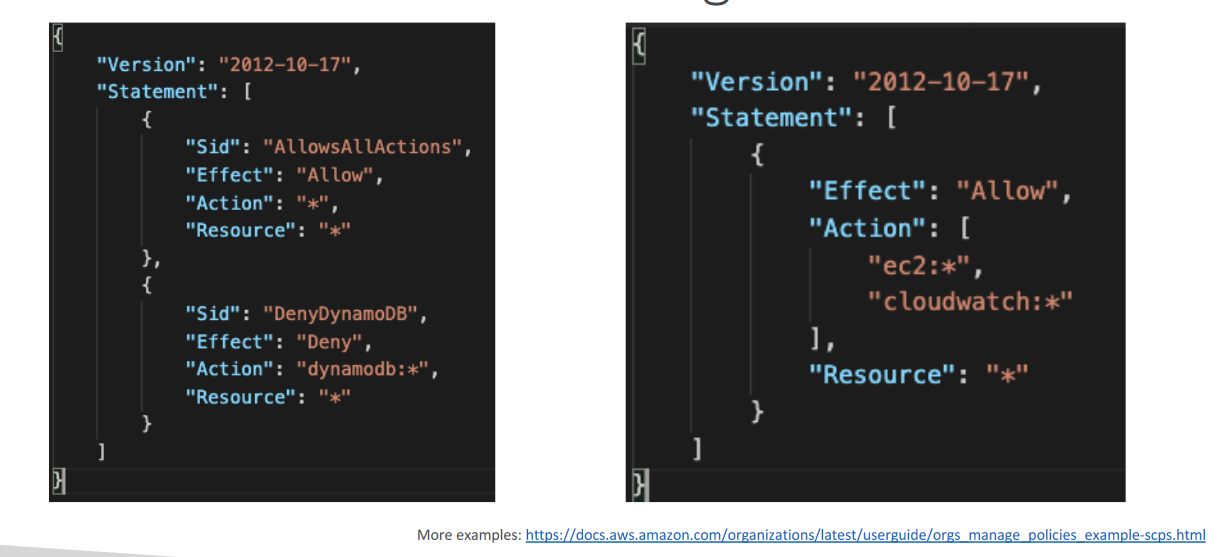 {
"Version": "2012-10-17",
"Statement": [
{
"Sid": "AllowsAllActions",
"Effect": "Allow",
"Action": "*",
"Resource": "*"
},
{
"Sid": "DenyDynamoDB",
"Effect": "Deny",
"Action": "dynamodb:*",
"Resource": "*"
}
]
}
{
"Version": "2012-10-17",
"Statement": [
{
"Effect": "Allow",
"Action": [
"ec2:*",
"cloudwatch:*"
],
"Resource": "*"
}
]
}
More examples: https://docs.aws.amazon.com/organizations/latest/userguide/orgs_manage_policies_example-scps.html